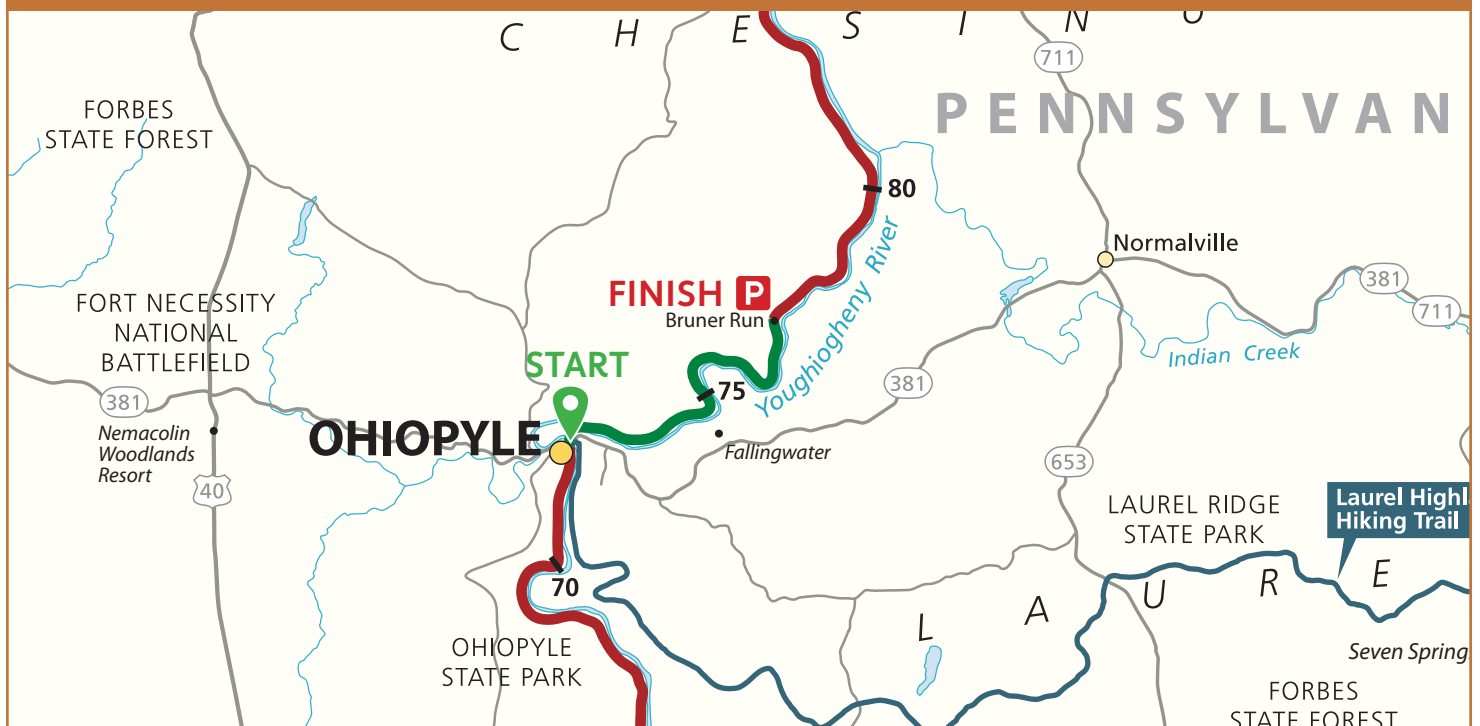 C H E S T N U
711
FORBES
STATE FOREST
PENNSYLVAN
80
Normalville
Youghiogheny River
FINISH P
Bruner Run
381
711
FORT NECESSITY
NATIONAL
BATTLEFIELD
Indian Creek
START
75
381
381
OHIOPYLE
Nemacolin
Woodlands
Resort
Fallingwater
40
653
LAUREL RIDGE
STATE PARK
Laurel Highl
Hiking Trail
70
L A U R E
OHIOPYLE
STATE PARK
Seven Spring
FORBES
STATE FOREST